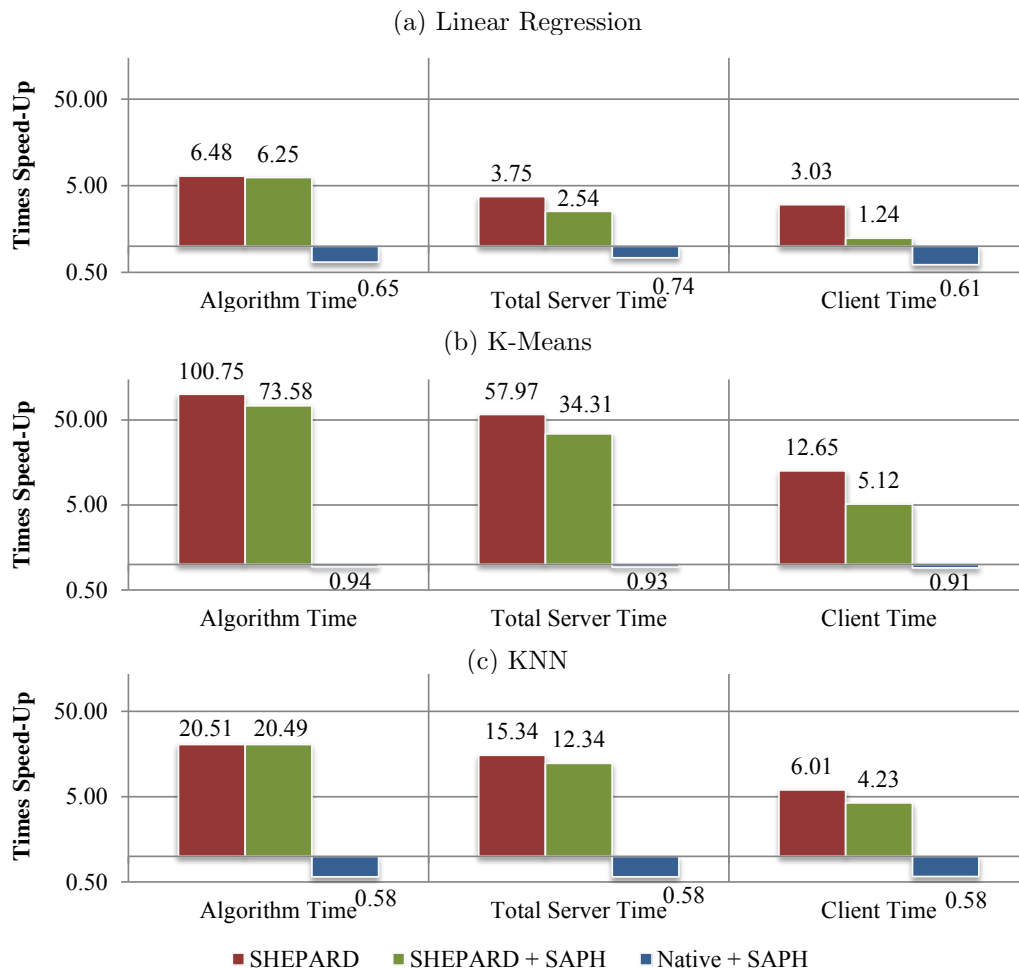 (a) Linear Regression
Times Speed-Up
50.00
5.00
0.50
6.48
6.25
0.65
3.75
2.54
0.74
3.03
1.24
0.61
Algorithm Time
Total Server Time
Client Time
(b) K-Means
Times Speed-Up
50.00
5.00
0.50
100.75
73.58
0.94
57.97
34.31
0.93
12.65
5.12
0.91
Algorithm Time
Total Server Time
Client Time
(c) KNN
Times Speed-Up
50.00
5.00
0.50
20.51
20.49
0.58
15.34
12.34
0.58
6.01
4.23
0.58
Algorithm Time
Total Server Time
Client Time
SHEPARD
SHEPARD + SAPH
Native + SAPH